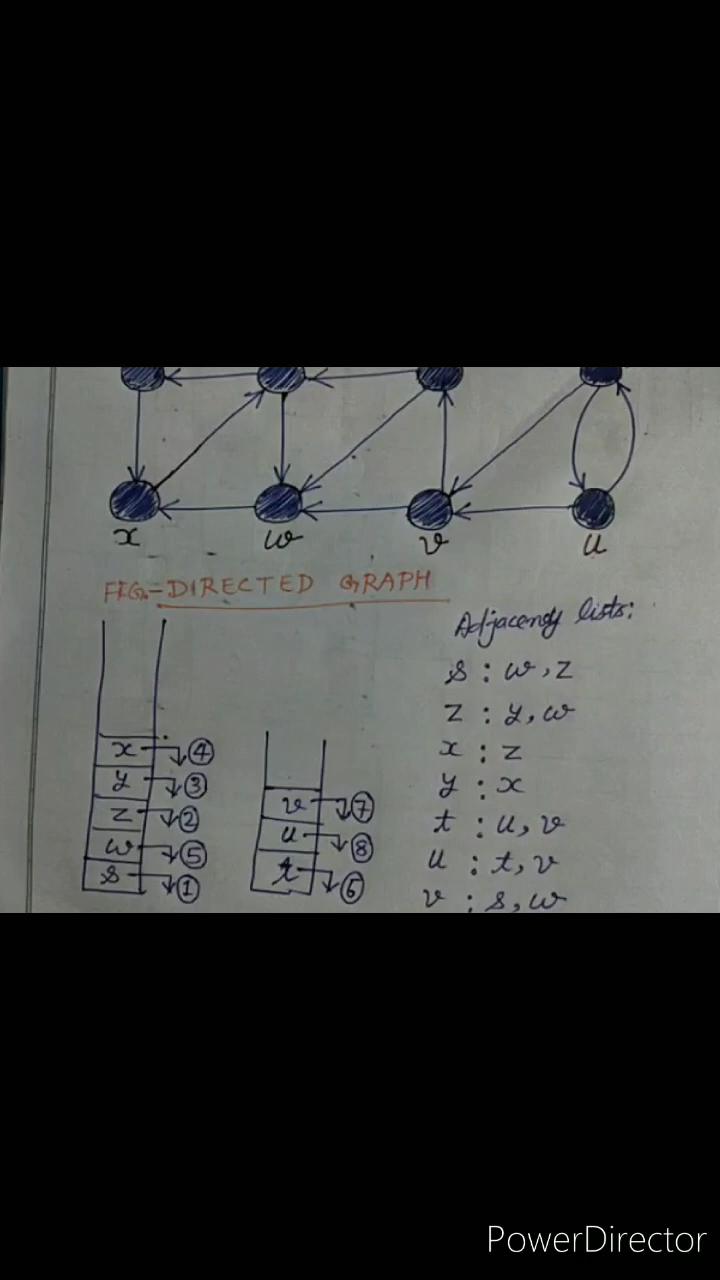 x w v u
FIG.-DIRECTED GRAPH
Adjacency lists:
s : w, z
z : y, w
x : z
y : x
t : u, v
u : t, v
v : s, w
x 4
y 3
z 2
w 5
s 1
v 7
u 8
t 6
PowerDirector